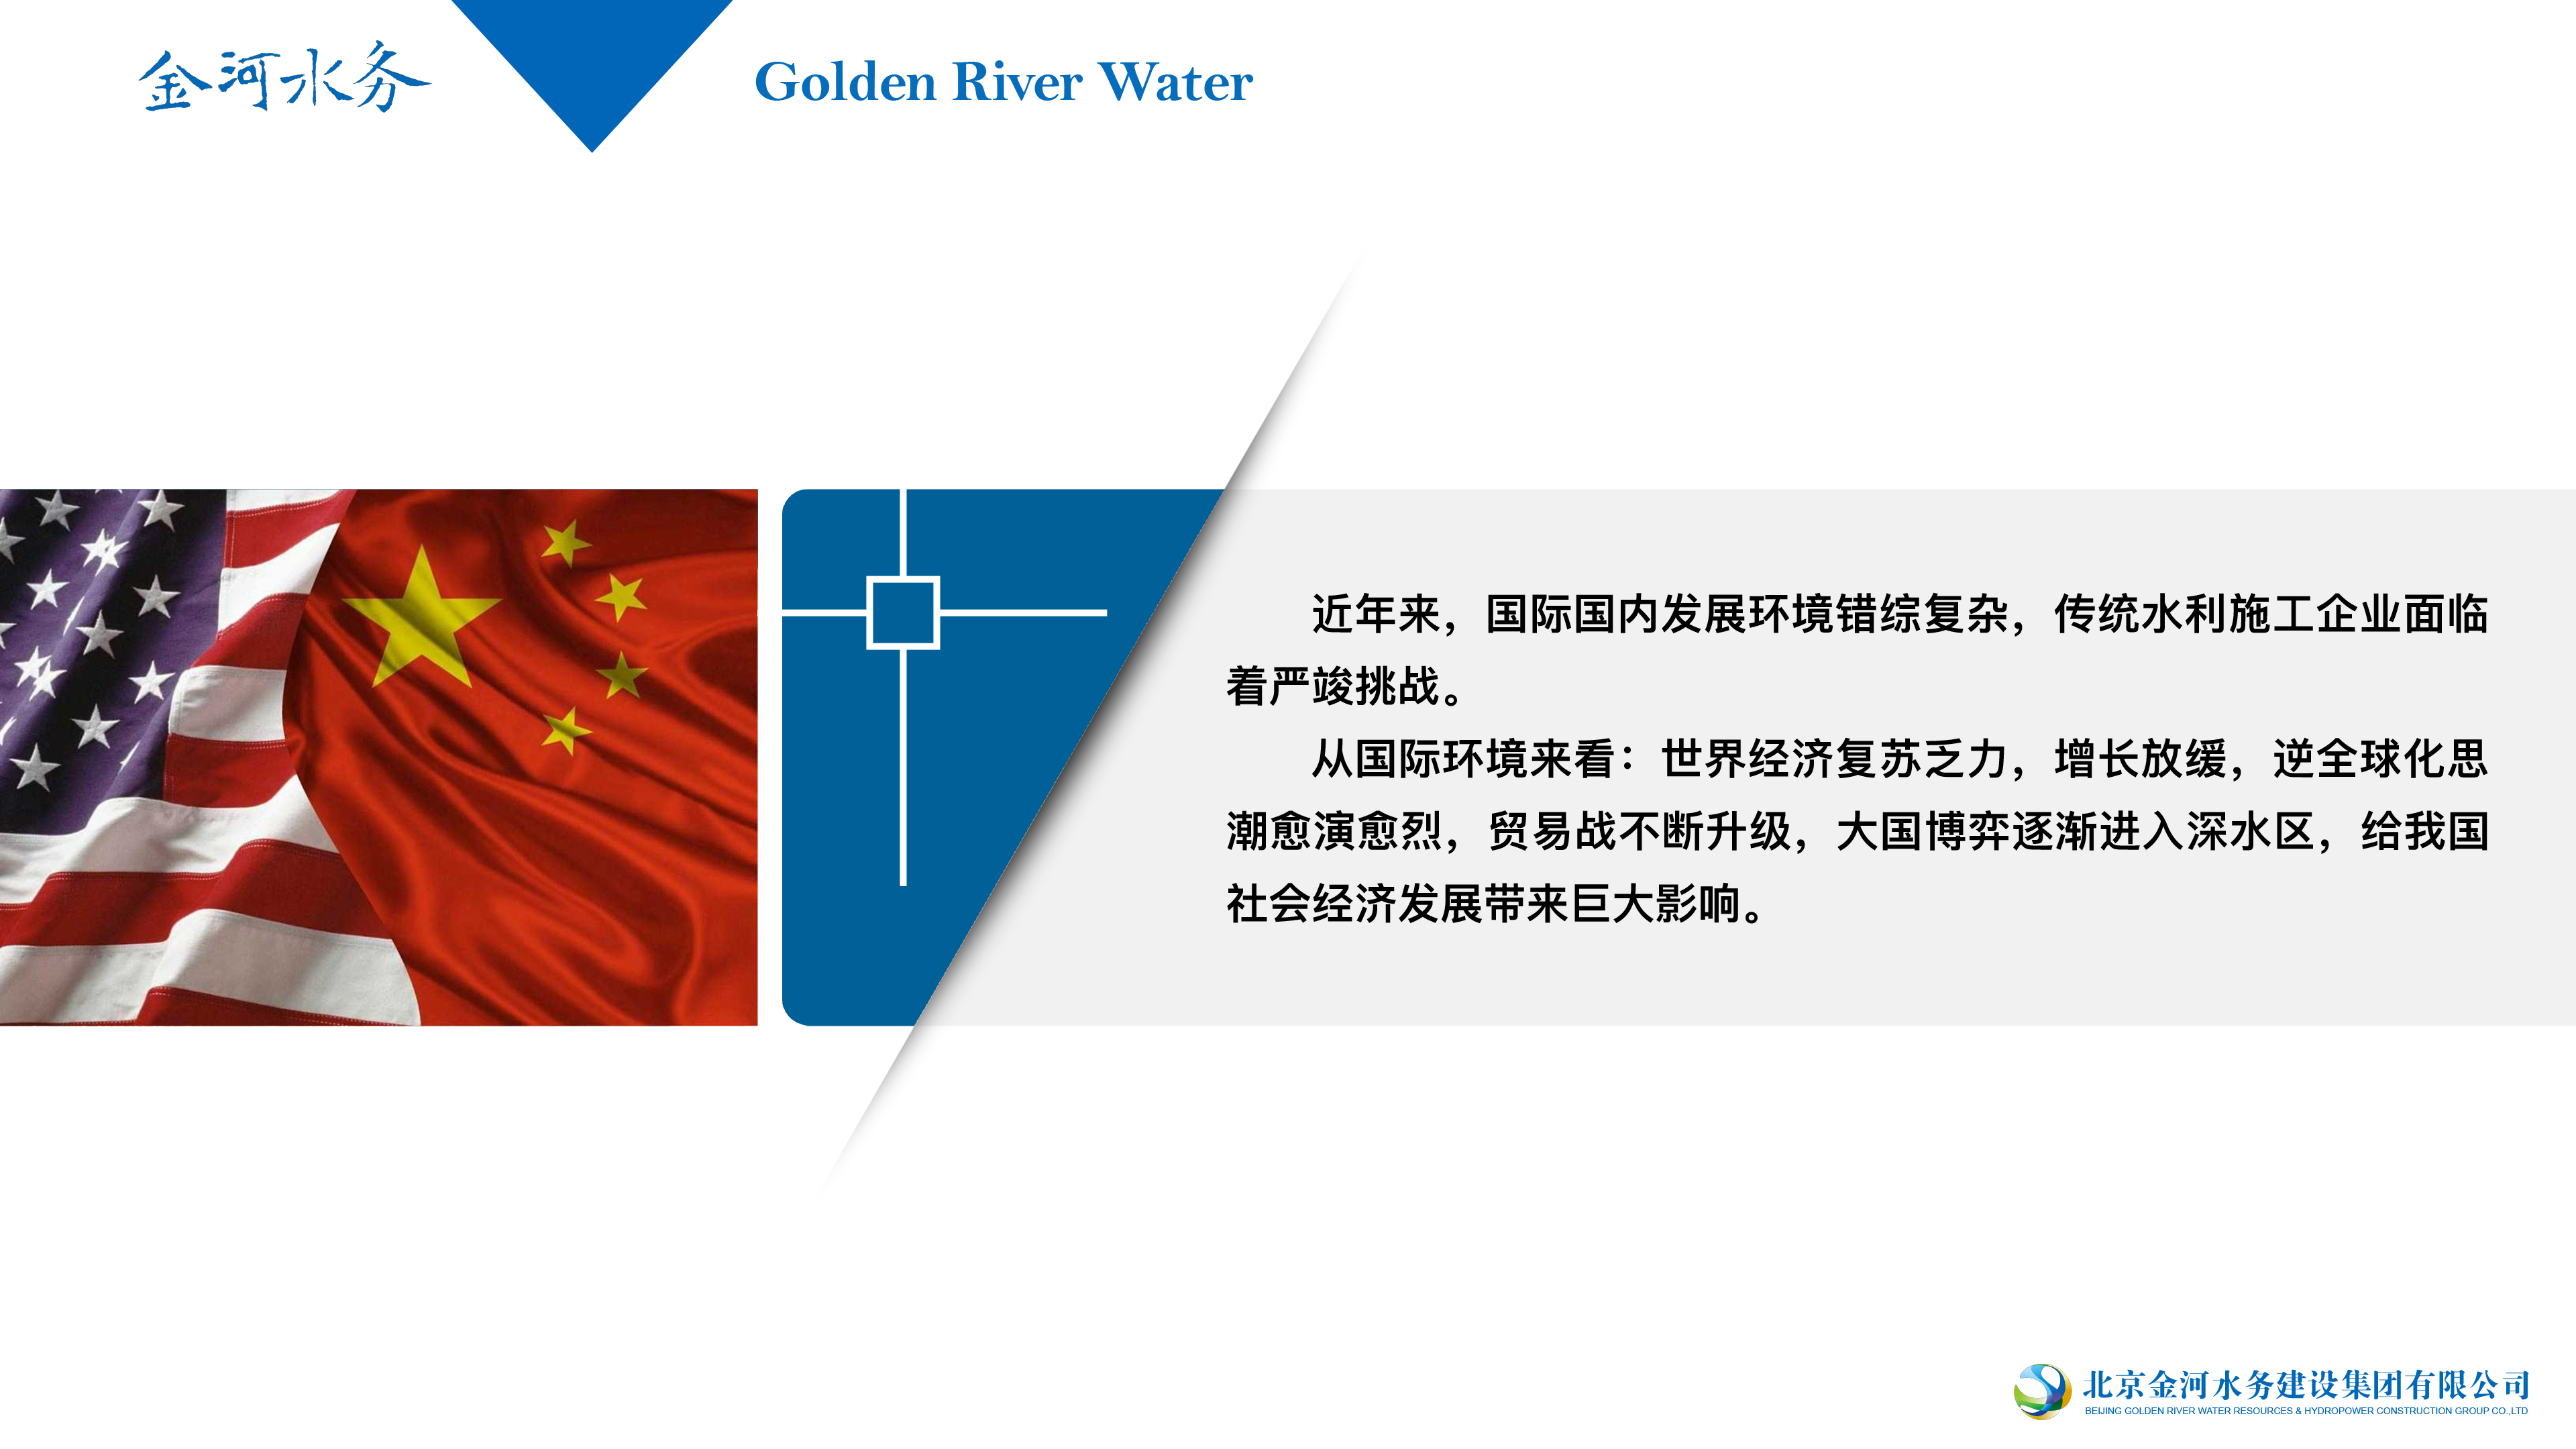 金河水务
Golden River Water
近年来，国际国内发展环境错综复杂，传统水利施工企业面临
着严竣挑战。
从国际环境来看：世界经济复苏乏力，增长放缓，逆全球化思
潮愈演愈烈，贸易战不断升级，大国博弈逐渐进入深水区，给我国
社会经济发展带来巨大影响。
北京金河水务建设集团有限公司
BEIJING GOLDEN RIVER WATER RESOURCES & HYDROPOWER CONSTRUCTION GROUP CO.,LTD